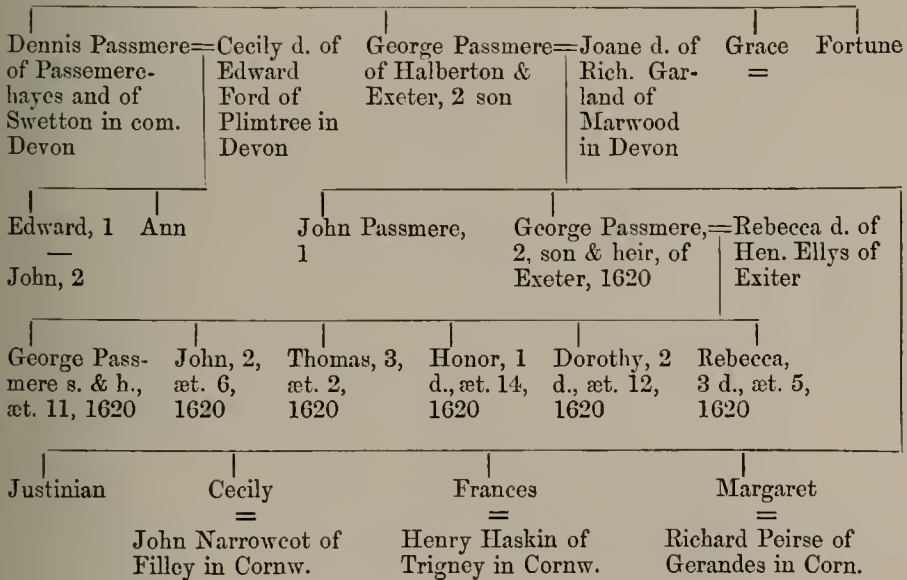 Dennis Passmere=
of Passemere-
hayes and of
Swetton in com.
Devon
Cecily d. of
Edward
Ford of
Plimtree in
Devon
George Passmere=
of Halberton &
Exeter, 2 son
Joane d. of
Rich. Gar-
land of
Marwood
in Devon
Grace
=
Fortune
Edward, 1
—
John, 2
Ann
John Passmere,
1
George Passmere,=
2, son & heir, of
Exeter, 1620
Rebecca d. of
Hen. Ellys of
Exiter
George Pass-
mere s. & h.,
æt. 11, 1620
John, 2,
æt. 6,
1620
Thomas, 3,
æt. 2,
1620
Honor, 1
d., æt. 14,
1620
Dorothy, 2
d., æt. 12,
1620
Rebecca,
3 d., æt. 5,
1620
Justinian
Cecily
=
John Narrowcot of
Filley in Cornw.
Frances
=
Henry Haskin of
Trigney in Cornw.
Margaret
=
Richard Peirse of
Gerandes in Corn.